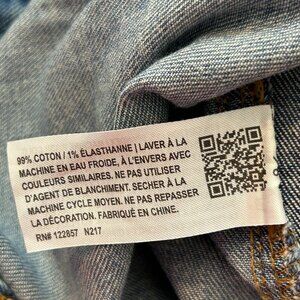 99% COTON / 1% ÉLASTHANNE | LAVER À LA
MACHINE EN EAU FROIDE, À L'ENVERS AVEC
COULEURS SIMILAIRES. NE PAS UTILISER
D'AGENT DE BLANCHIMENT. SECHER À LA
MACHINE CYCLE MOYEN. NE PAS REPASSER
LA DÉCORATION. FABRIQUÉ EN CHINE.
RN# 122857 N217